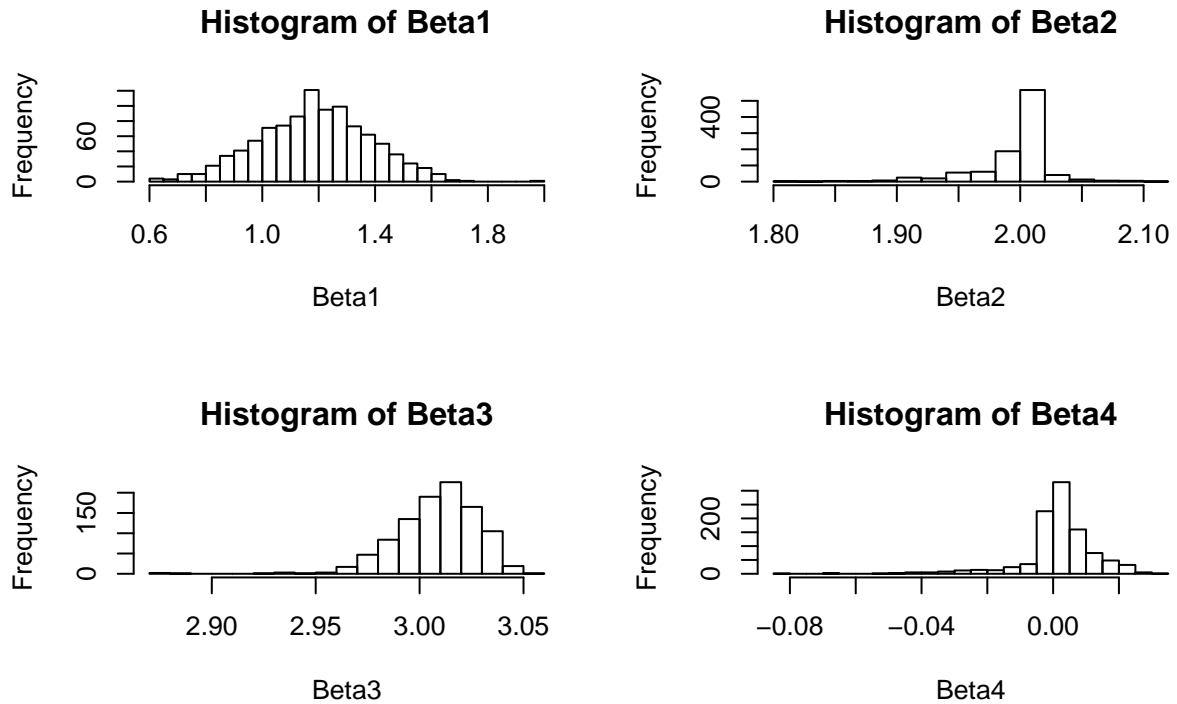 Histogram of Beta1
Frequency
60
0
0.6 1.0 1.4 1.8
Beta1
Histogram of Beta2
Frequency
400
0
1.80 1.90 2.00 2.10
Beta2
Histogram of Beta3
Frequency
150
0
2.90 2.95 3.00 3.05
Beta3
Histogram of Beta4
Frequency
200
0
−0.08 −0.04 0.00
Beta4